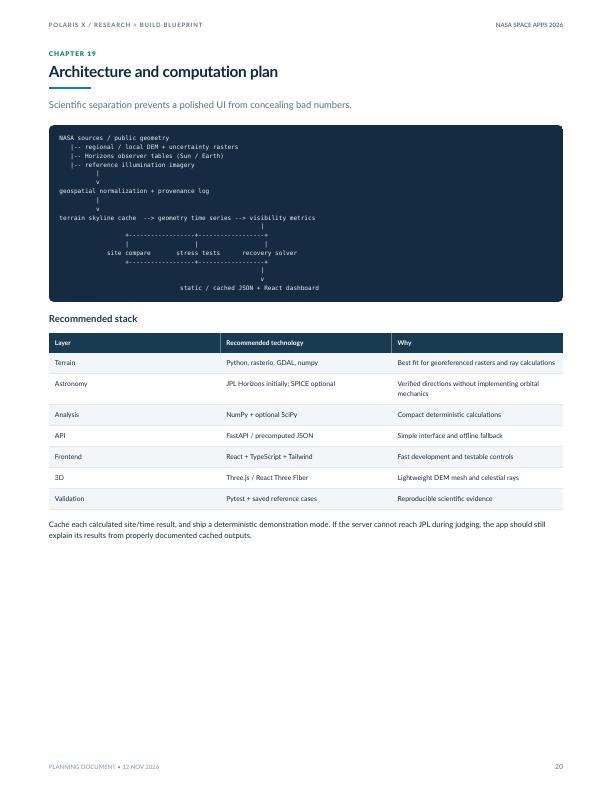 POLARIS X / RESEARCH + BUILD BLUEPRINT
NASA SPACE APPS 2026
CHAPTER 19
Architecture and computation plan
Scientific separation prevents a polished UI from concealing bad numbers.
NASA sources / public geometry
|-- regional / local DEM + uncertainty rasters
|-- Horizons observer tables (Sun / Earth)
|-- reference illumination imagery
|
v
geospatial normalization + provenance log
|
v
terrain skyline cache --> geometry time series --> visibility metrics
|
+------------------+------------------+
| | |
site compare stress tests recovery solver
+------------------+------------------+
|
v
static / cached JSON + React dashboard
Recommended stack
Layer Recommended technology Why
Terrain Python, rasterio, GDAL, numpy Best fit for georeferenced rasters and ray calculations
Astronomy JPL Horizons initially; SPICE optional Verified directions without implementing orbital
mechanics
Analysis NumPy + optional SciPy Compact deterministic calculations
API FastAPI / precomputed JSON Simple interface and offline fallback
Frontend React + TypeScript + Tailwind Fast development and testable controls
3D Three.js / React Three Fiber Lightweight DEM mesh and celestial rays
Validation Pytest + saved reference cases Reproducible scientific evidence
Cache each calculated site/time result, and ship a deterministic demonstration mode. If the server cannot reach JPL during judging, the app should still
explain its results from properly documented cached outputs.
PLANNING DOCUMENT • 12 NOV 2026
20